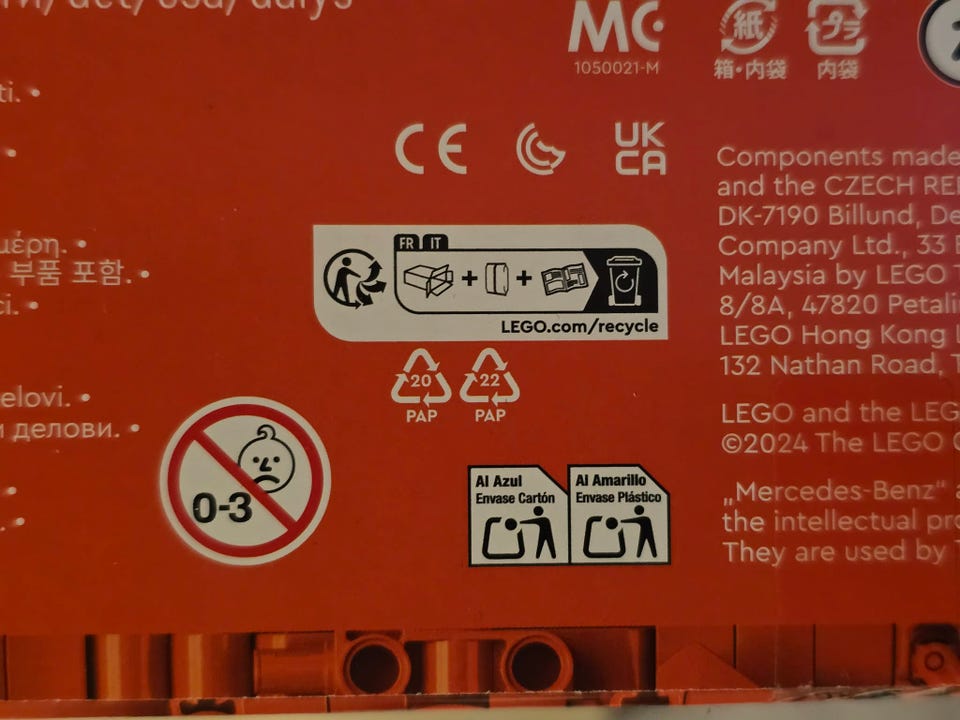 MC
1050021-M
紙
箱・内袋
プラ
内袋
ti. •
CE
UK
CA
μέρη. •
부품 포함. •
ci. •
elovi. •
и делови. •
FR IT
+ +
LEGO.com/recycle
20
PAP
22
PAP
0-3
Al Azul
Envase Cartón
Al Amarillo
Envase Plástico
Components made
and the CZECH RE
DK-7190 Billund, De
Company Ltd., 33
Malaysia by LEGO
8/8A, 47820 Petali
LEGO Hong Kong
132 Nathan Road,
LEGO and the LEG
©2024 The LEGO
„Mercedes-Benz“
the intellectual pro
They are used by